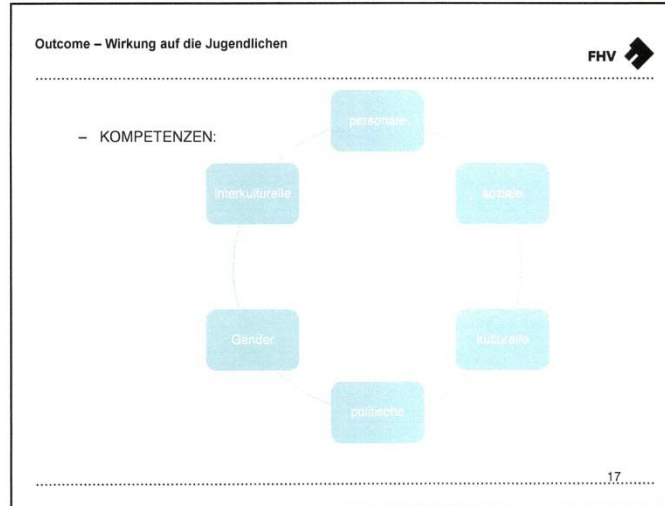 Outcome – Wirkung auf die Jugendlichen
FHV
– KOMPETENZEN:
personale
soziale
kulturelle
politische
Gender
interkulturelle
17